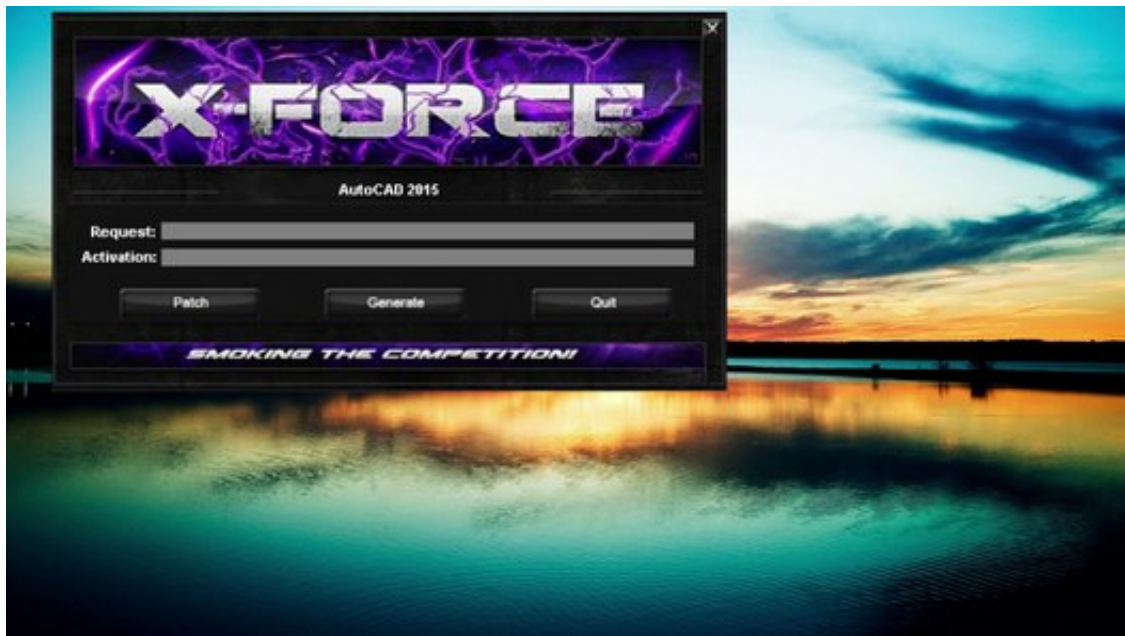 X-FORCE
AutoCAD 2015
Request:
Activation:
Patch Generate Quit
SMOKING THE COMPETITION!